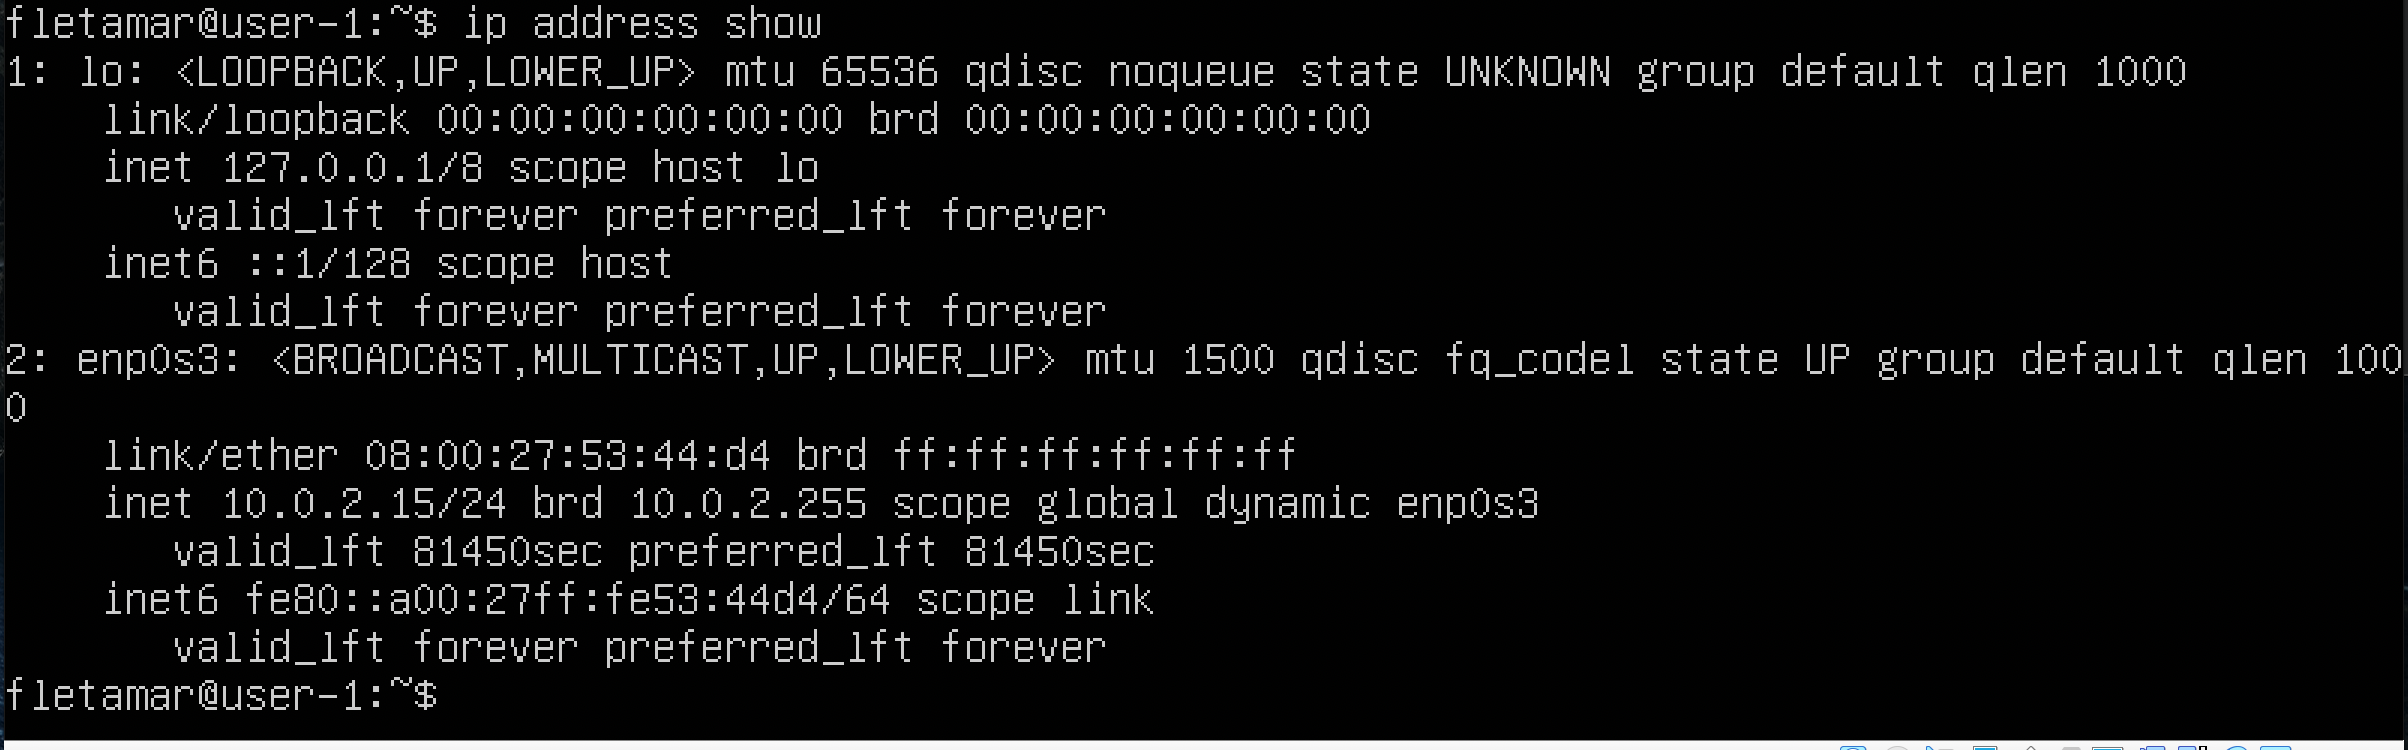 fletamar@user-1:~$ ip address show
1: lo: <LOOPBACK,UP,LOWER_UP> mtu 65536 qdisc noqueue state UNKNOWN group default qlen 1000
    link/loopback 00:00:00:00:00:00 brd 00:00:00:00:00:00
    inet 127.0.0.1/8 scope host lo
       valid_lft forever preferred_lft forever
    inet6 ::1/128 scope host
       valid_lft forever preferred_lft forever
2: enp0s3: <BROADCAST,MULTICAST,UP,LOWER_UP> mtu 1500 qdisc fq_codel state UP group default qlen 100
0
    link/ether 08:00:27:53:44:d4 brd ff:ff:ff:ff:ff:ff
    inet 10.0.2.15/24 brd 10.0.2.255 scope global dynamic enp0s3
       valid_lft 81450sec preferred_lft 81450sec
    inet6 fe80::a00:27ff:fe53:44d4/64 scope link
       valid_lft forever preferred_lft forever
fletamar@user-1:~$